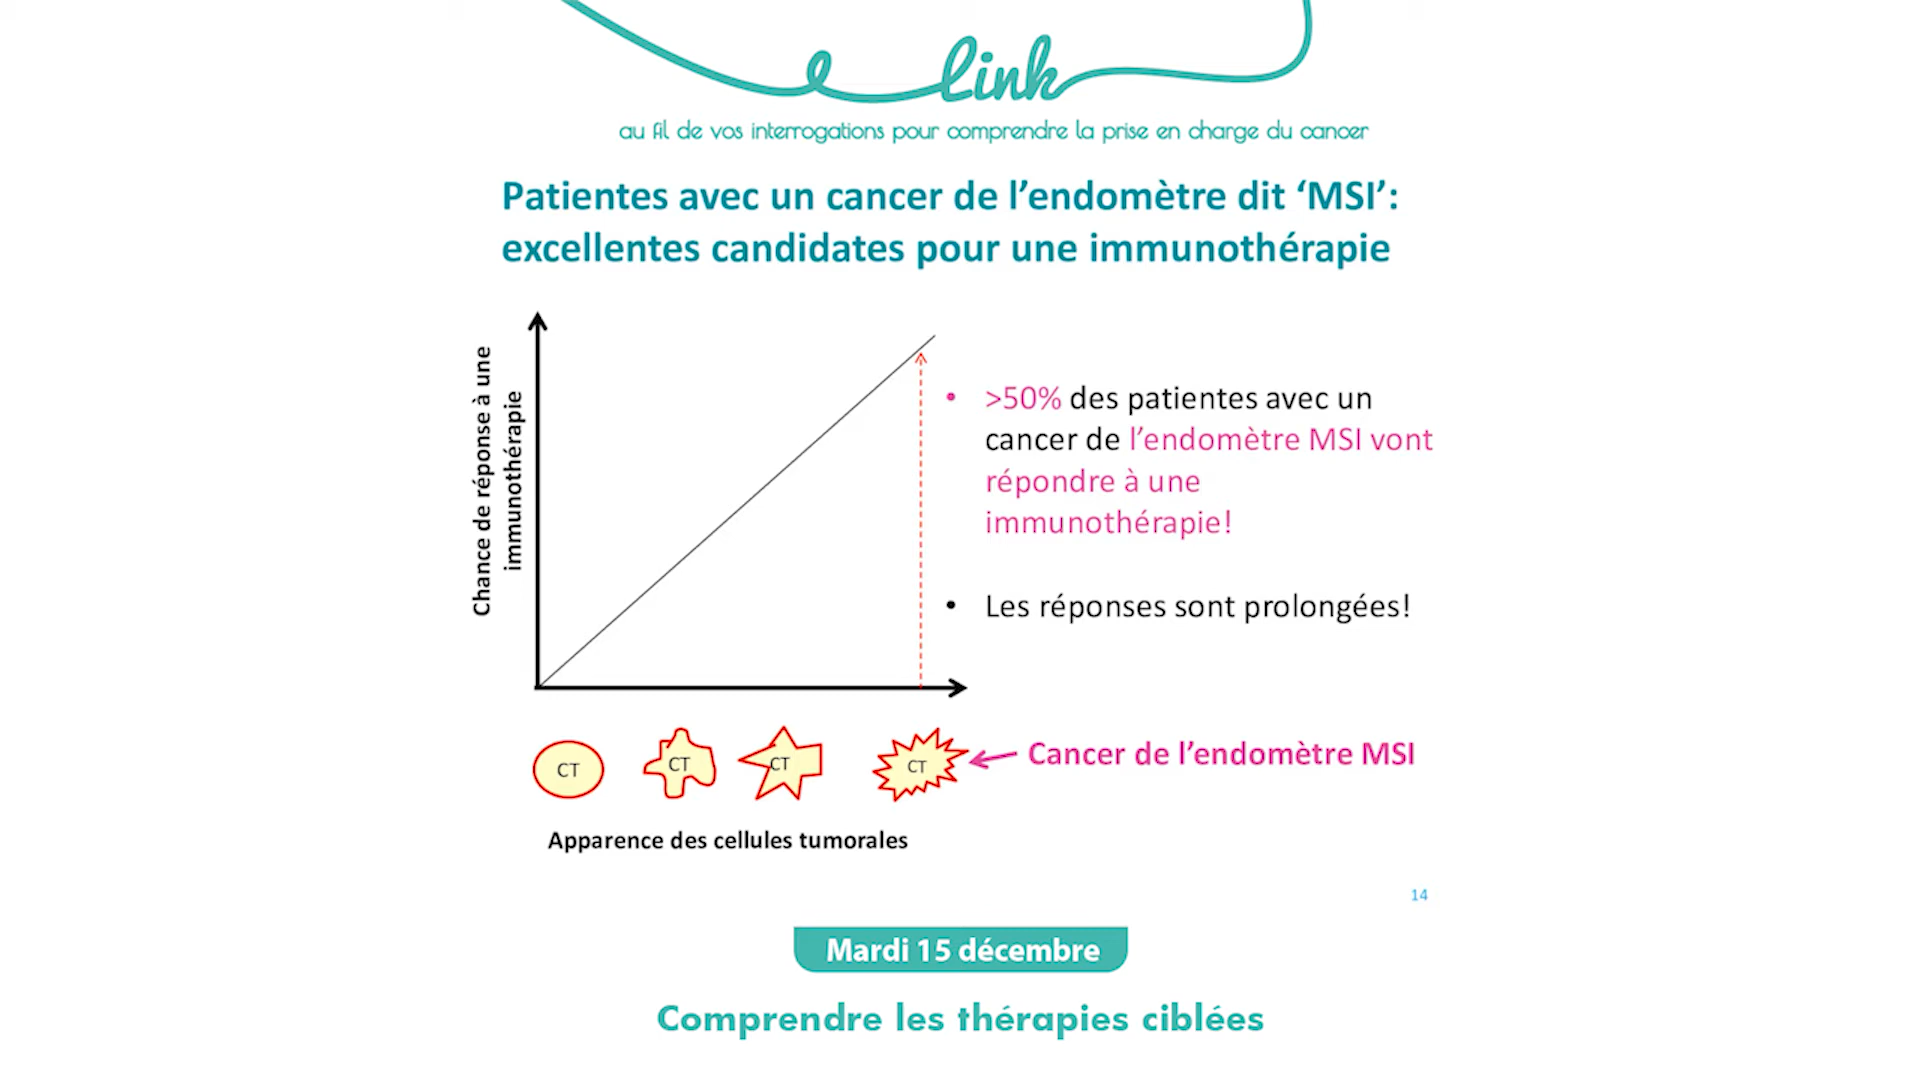 e link
au fil de vos interrogations pour comprendre la prise en charge du cancer
Patientes avec un cancer de l’endomètre dit ‘MSI’:
excellentes candidates pour une immunothérapie
Chance de réponse à une
immunothérapie
• >50% des patientes avec un
cancer de l’endomètre MSI vont
répondre à une
immunothérapie!
• Les réponses sont prolongées!
CT
CT
CT
CT
Cancer de l’endomètre MSI
Apparence des cellules tumorales
14
Mardi 15 décembre
Comprendre les thérapies ciblées